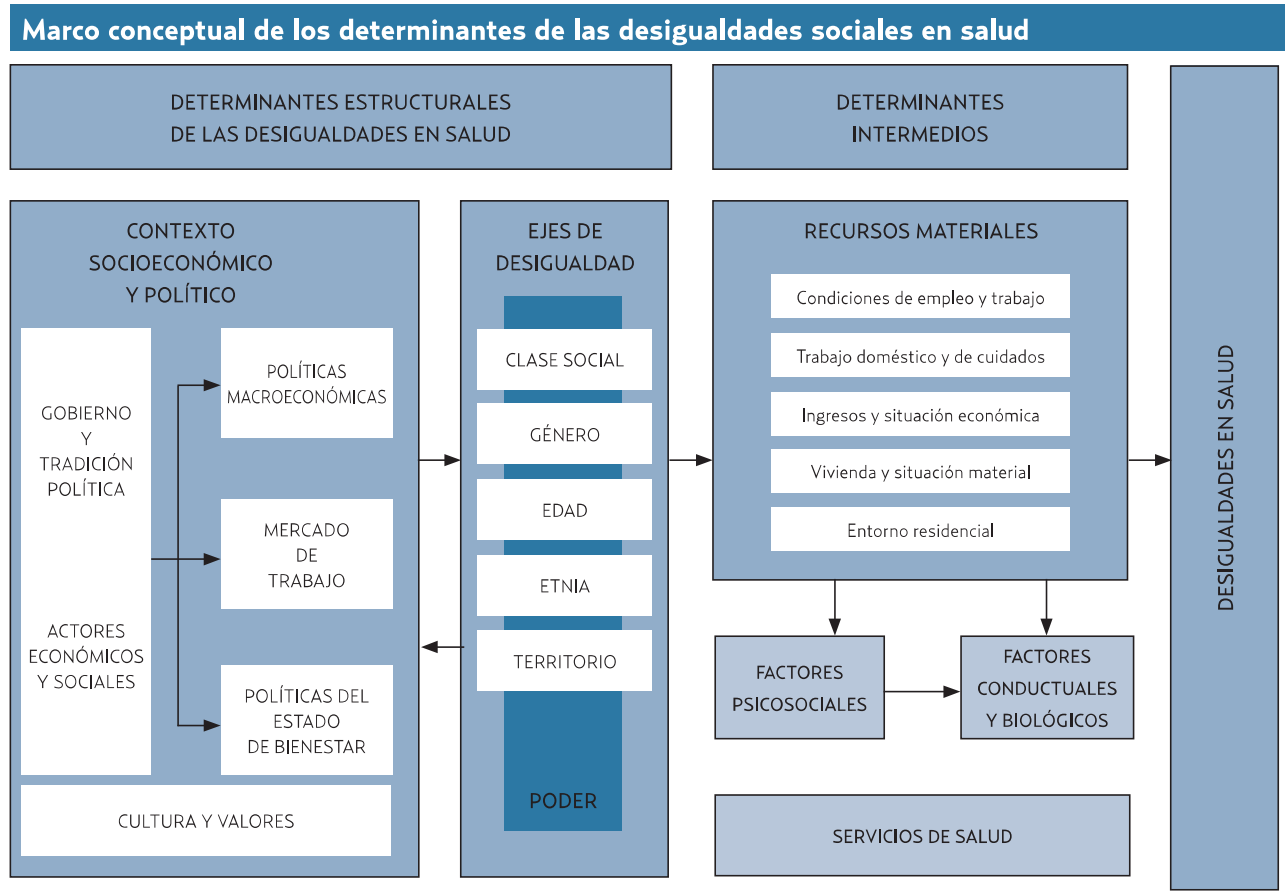 Marco conceptual de los determinantes de las desigualdades sociales en salud
DETERMINANTES ESTRUCTURALES
DE LAS DESIGUALDADES EN SALUD
DETERMINANTES
INTERMEDIOS
CONTEXTO
SOCIOECONÓMICO
Y POLÍTICO
GOBIERNO
Y
TRADICIÓN
POLÍTICA
ACTORES
ECONÓMICOS
Y SOCIALES
POLÍTICAS
MACROECONÓMICAS
MERCADO
DE
TRABAJO
POLÍTICAS DEL
ESTADO
DE BIENESTAR
CULTURA Y VALORES
EJES DE
DESIGUALDAD
CLASE SOCIAL
GÉNERO
EDAD
ETNIA
TERRITORIO
PODER
RECURSOS MATERIALES
Condiciones de empleo y trabajo
Trabajo doméstico y de cuidados
Ingresos y situación económica
Vivienda y situación material
Entorno residencial
FACTORES
PSICOSOCIALES
FACTORES
CONDUCTUALES
Y BIOLÓGICOS
SERVICIOS DE SALUD
DESIGUALDADES EN SALUD